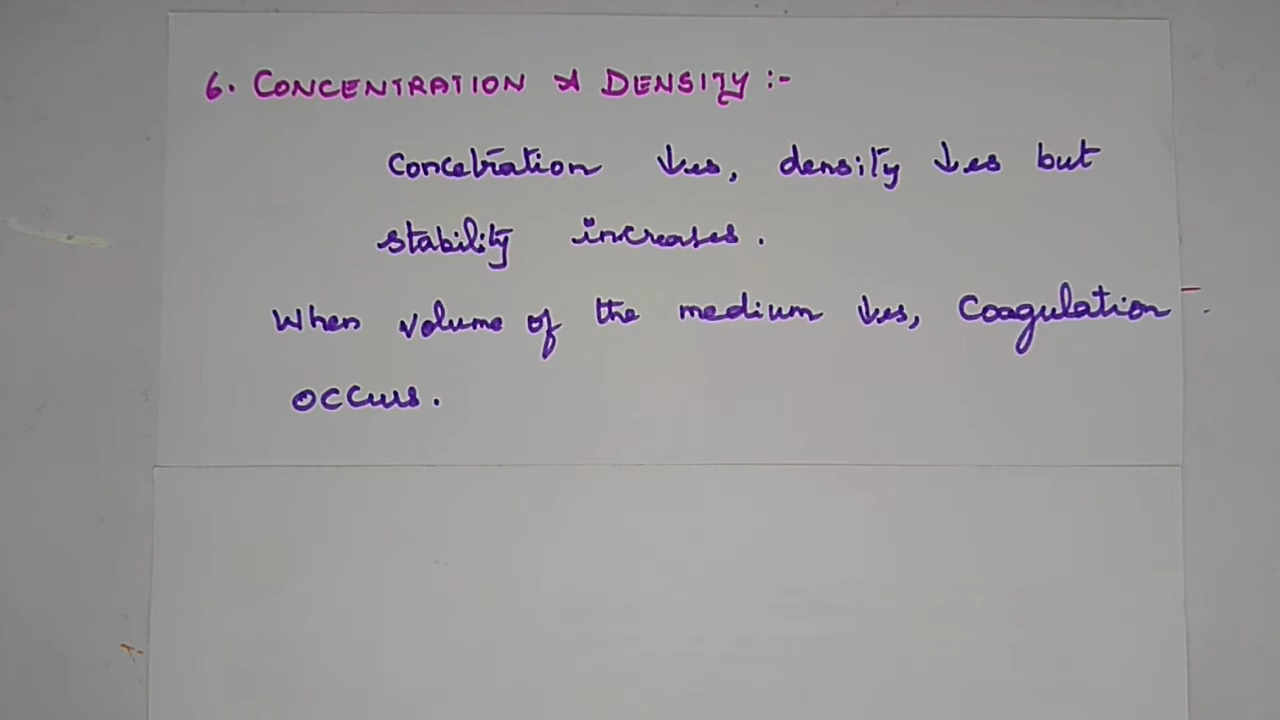 6. CONCENTRATION & DENSITY :-
Concetration ↓es, density ↓es but
stability increases.
When volume of the medium ↓es, Coagulation
occurs.